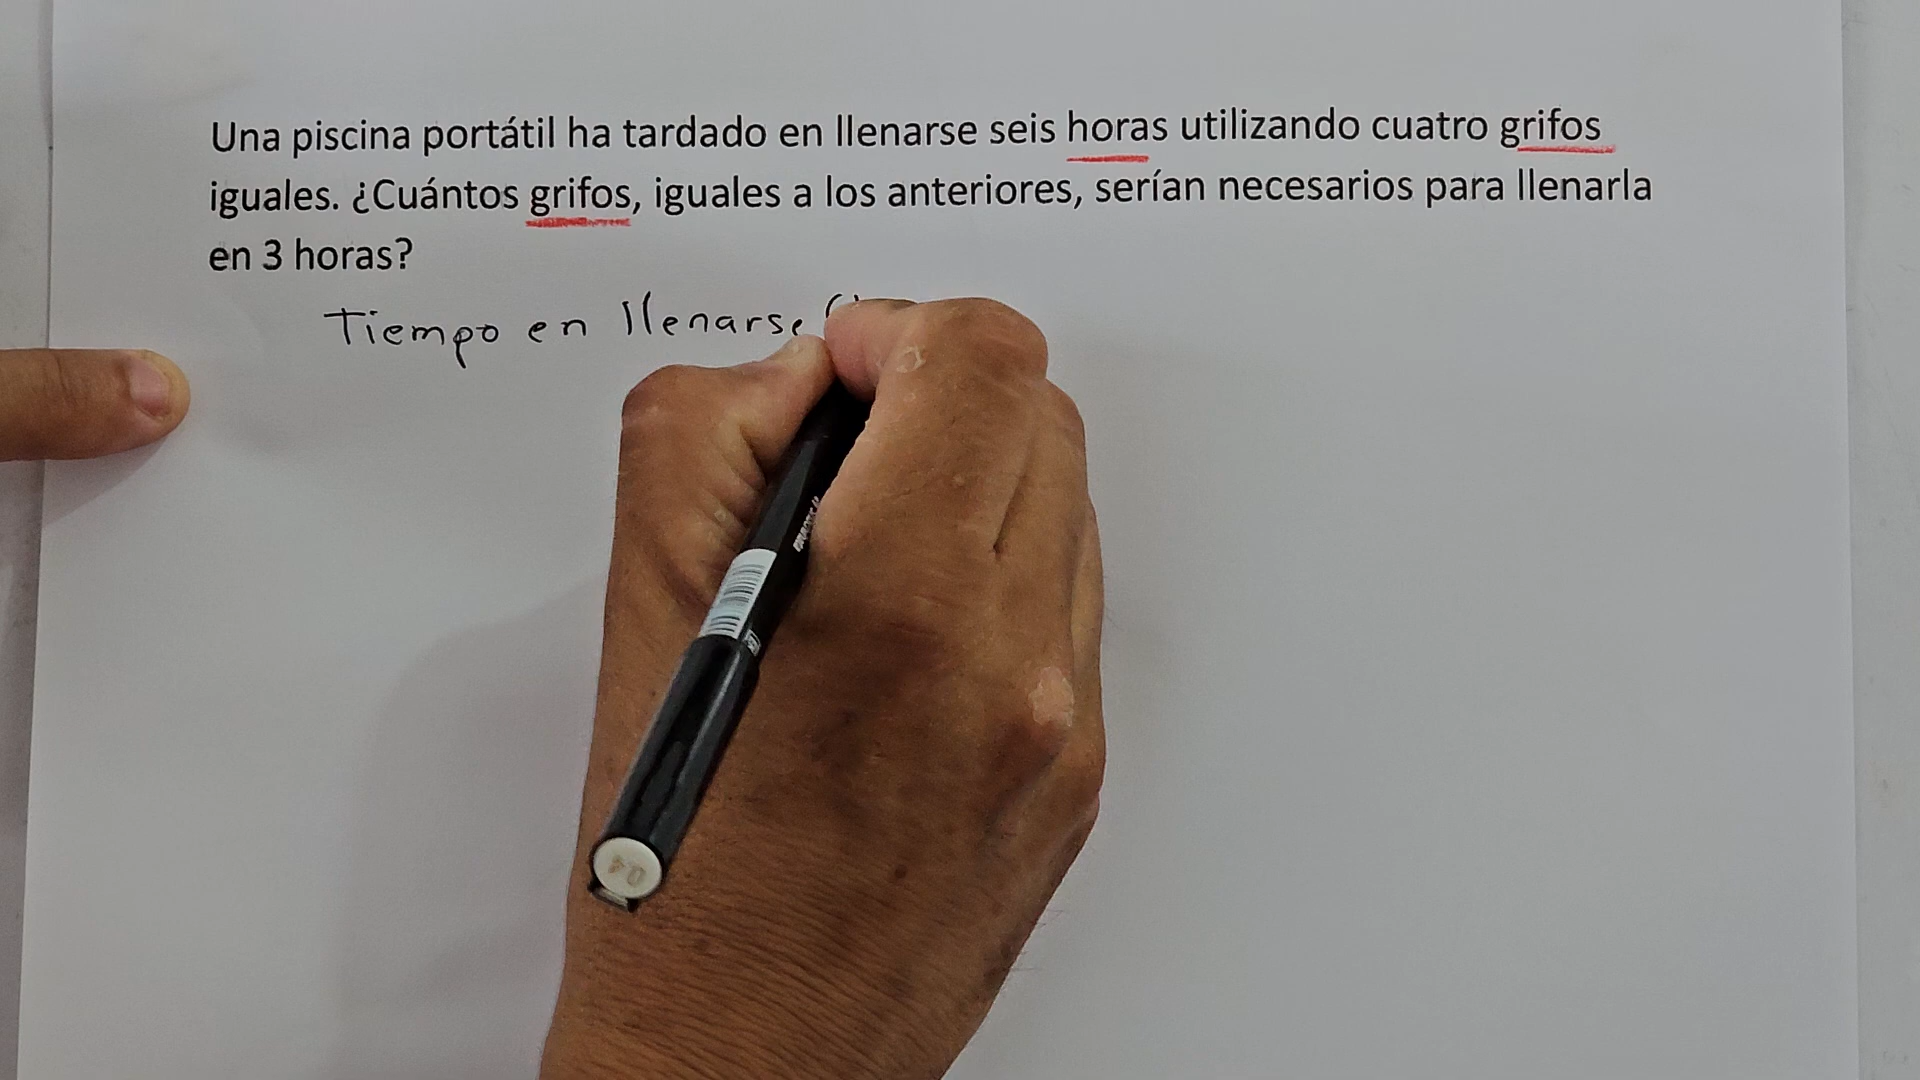 Una piscina portátil ha tardado en llenarse seis horas utilizando cuatro grifos
iguales. ¿Cuántos grifos, iguales a los anteriores, serían necesarios para llenarla
en 3 horas?
Tiempo en llenarse (
04